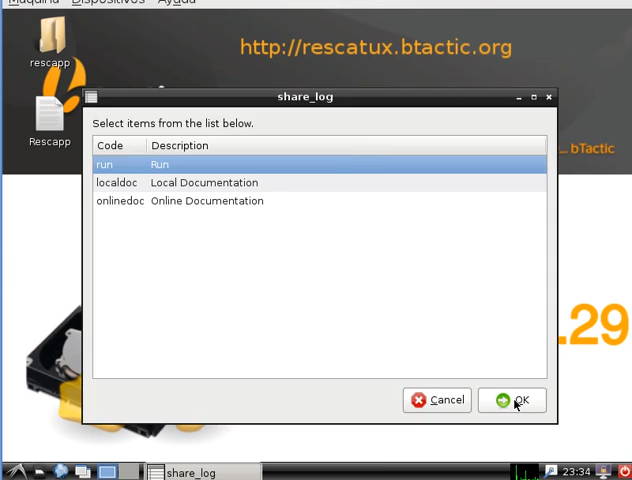 Máquina Dispositivos Ayuda
rescapp
http://rescatux.btactic.org
share_log
Select items from the list below.
Code Description
run Run
localdoc Local Documentation
onlinedoc Online Documentation
Rescapp
... bTactic
.29
Cancel
OK
share_log
23:34